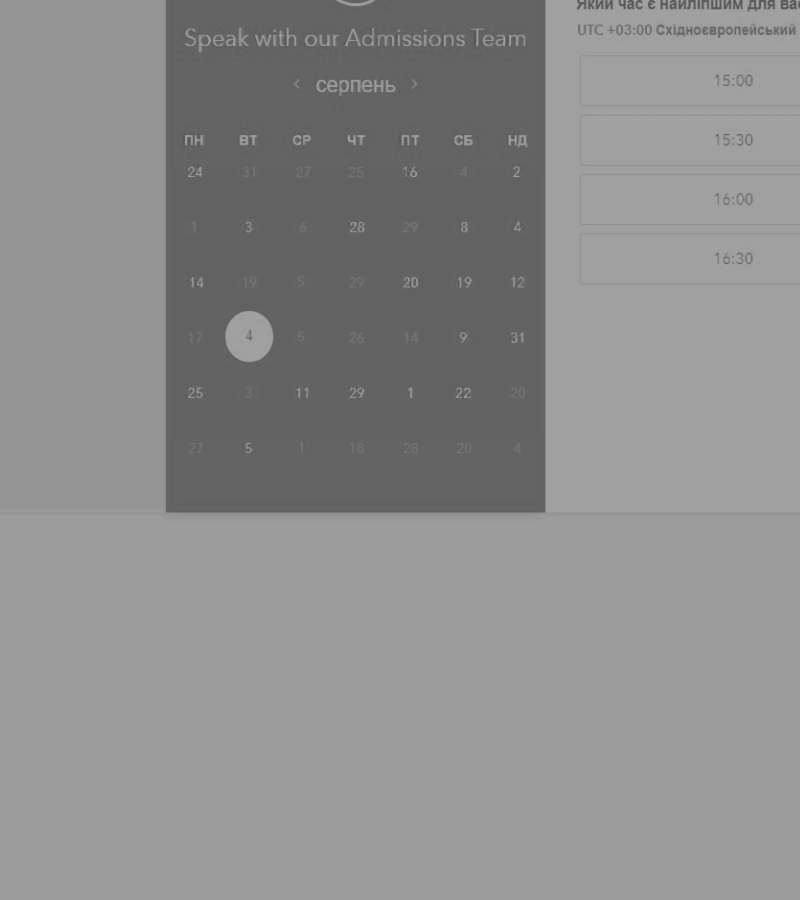 Speak with our Admissions Team
‹ серпень ›
ПН ВТ СР ЧТ ПТ СБ НД
24 31 27 25 16 4 2
1 3 6 28 29 8 4
14 19 5 29 20 19 12
17 4 5 26 14 9 31
25 3 11 29 1 22 20
27 5 1 18 28 20 4
Який час є найліпшим для вас
UTC +03:00 Східноєвропейський
15:00
15:30
16:00
16:30